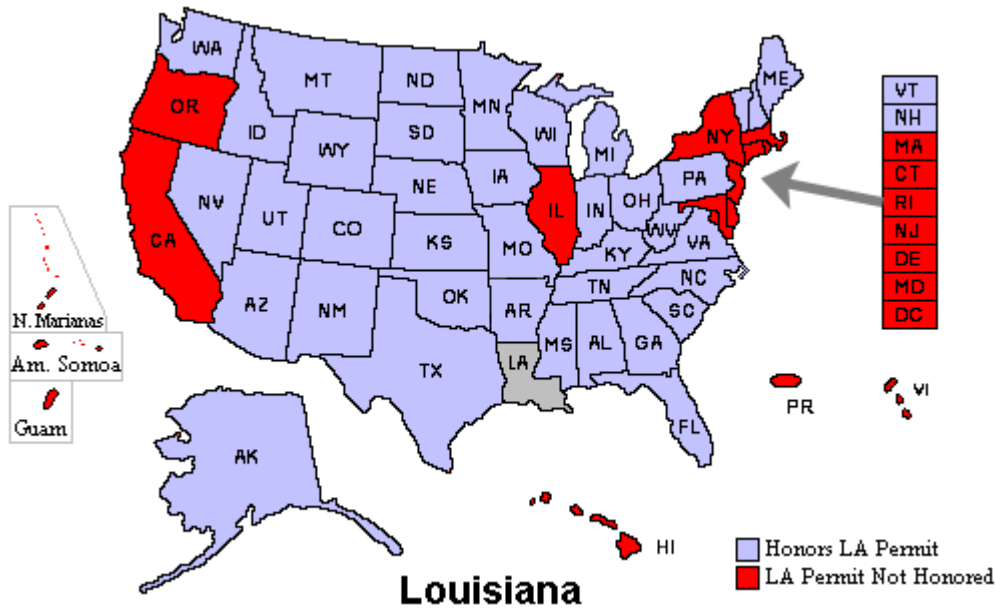 WA
MT
ND
MN
ME
VT
OR
ID
SD
WI
NY
NH
WY
MI
MA
IA
PA
CT
NE
NV
UT
IL
IN
OH
RI
CO
WV
NJ
CA
KS
MO
KY
VA
DE
MD
AZ
NM
OK
TN
NC
DC
AR
SC
N. Marianas
MS
AL
GA
Am. Somoa
LA
TX
PR
VI
Guam
FL
AK
HI
Honors LA Permit
LA Permit Not Honored
Louisiana